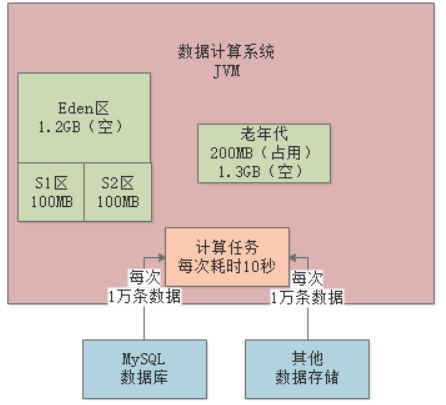 数据计算系统
JVM
Eden区
1.2GB（空）
老年代
200MB（占用）
1.3GB（空）
S1区
100MB
S2区
100MB
计算任务
每次耗时10秒
每次
1万条数据
每次
1万条数据
MySQL
数据库
其他
数据存储